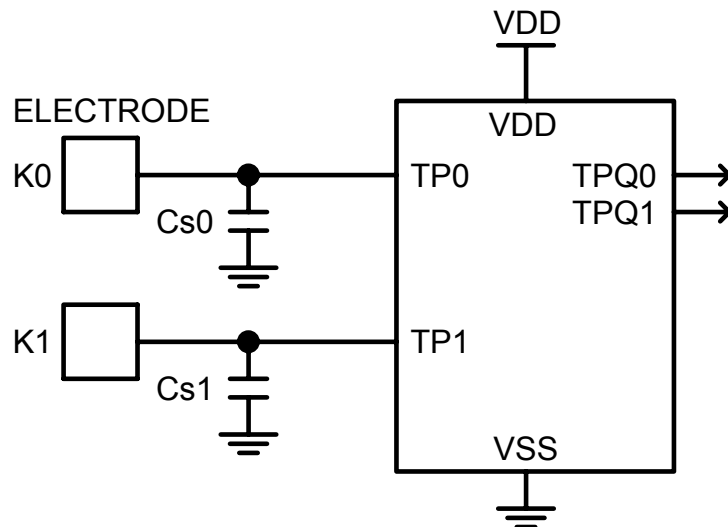 VDD
ELECTRODE
VDD
K0
TP0
TPQ0
Cs0
TPQ1
K1
TP1
Cs1
VSS